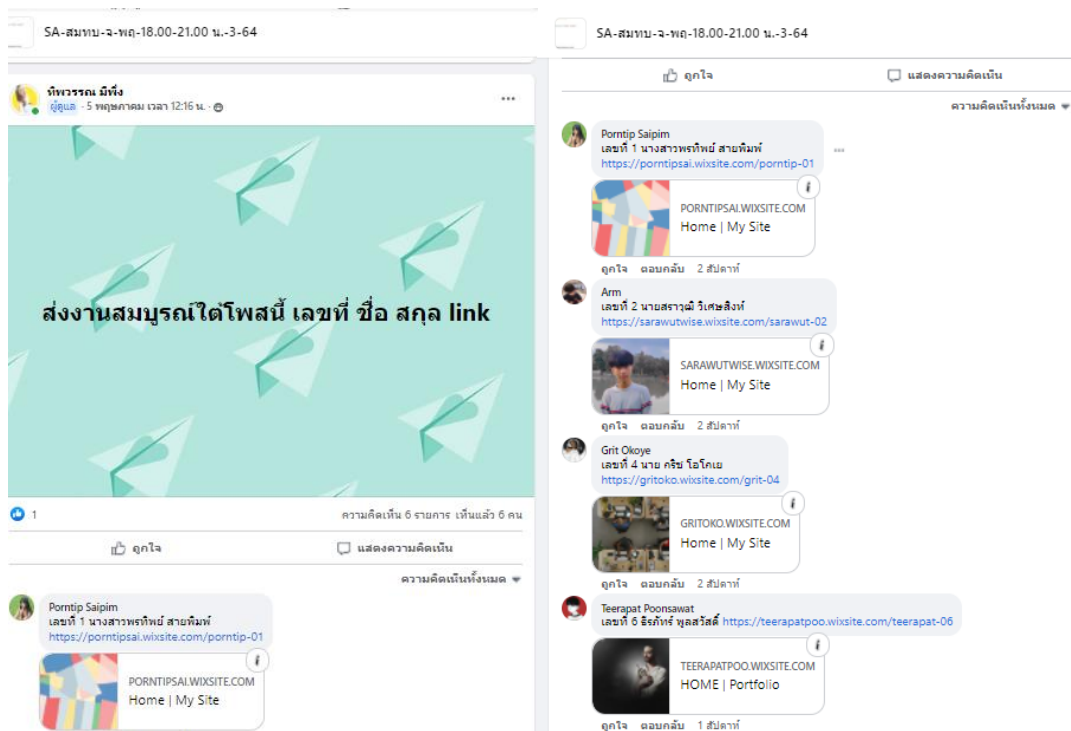 SA-สมทบ-จ-พฤ-18.00-21.00 น.-3-64
ทิพวรรณ มีพึ่ง
ผู้ดูแล · 5 พฤษภาคม เวลา 12:16 น. ·
ส่งงานสมบูรณ์ใต้โพสนี้ เลขที่ ชื่อ สกุล link
1
ความคิดเห็น 6 รายการ เห็นแล้ว 6 คน
ถูกใจ
แสดงความคิดเห็น
ความคิดเห็นทั้งหมด
Porntip Saipim
เลขที่ 1 นางสาวพรทิพย์ สายพิมพ์
https://porntipsai.wixsite.com/porntip-01
PORNTIPSAI.WIXSITE.COM
Home | My Site
SA-สมทบ-จ-พฤ-18.00-21.00 น.-3-64
ถูกใจ
แสดงความคิดเห็น
ความคิดเห็นทั้งหมด
Porntip Saipim
เลขที่ 1 นางสาวพรทิพย์ สายพิมพ์
https://porntipsai.wixsite.com/porntip-01
PORNTIPSAI.WIXSITE.COM
Home | My Site
ถูกใจ ตอบกลับ 2 สัปดาห์
Arm
เลขที่ 2 นายสราวุฒิ วิเศษสิงห์
https://sarawutwise.wixsite.com/sarawut-02
SARAWUTWISE.WIXSITE.COM
Home | My Site
ถูกใจ ตอบกลับ 2 สัปดาห์
Grit Okoye
เลขที่ 4 นาย กริช โอโคเย
https://gritoko.wixsite.com/grit-04
GRITOKO.WIXSITE.COM
Home | My Site
ถูกใจ ตอบกลับ 2 สัปดาห์
Teerapat Poonsawat
เลขที่ 6 ธิรภัทร์ พูลสวัสดิ์ https://teerapatpoo.wixsite.com/teerapat-06
TEERAPATPOO.WIXSITE.COM
HOME | Portfolio
ถูกใจ ตอบกลับ 1 สัปดาห์